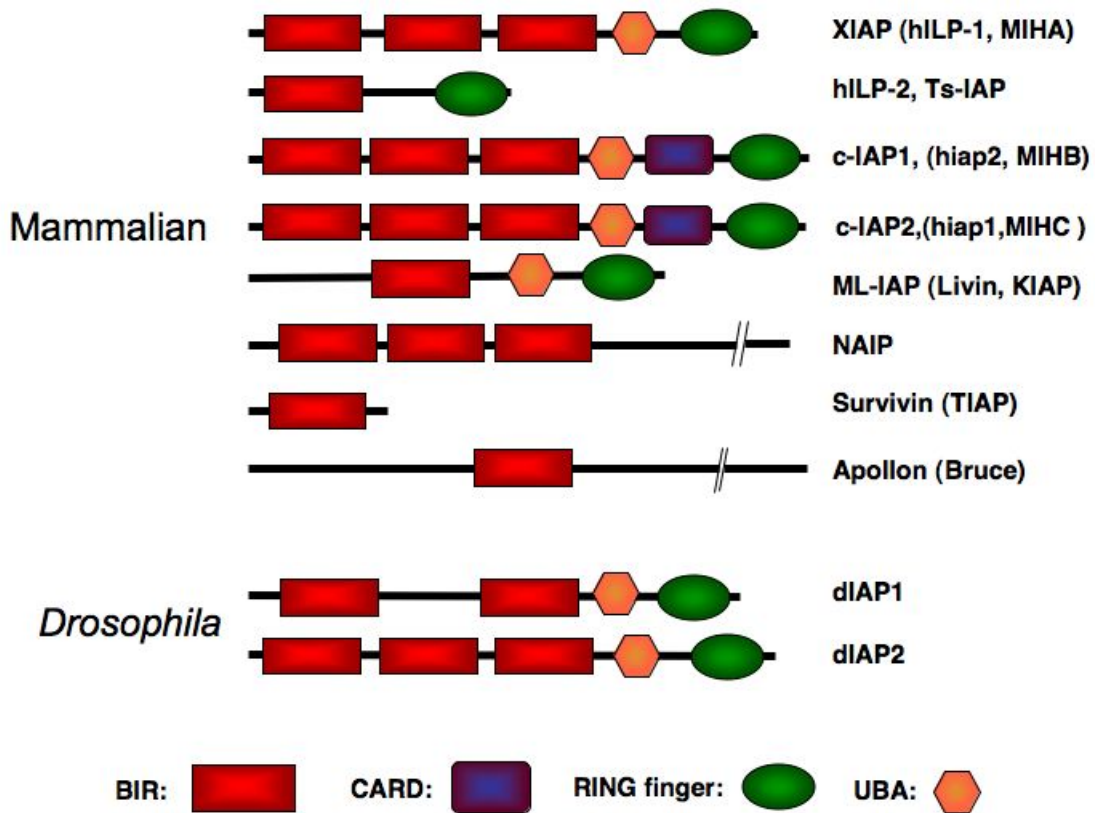 XIAP (hILP-1, MIHA)
hILP-2, Ts-IAP
c-IAP1, (hiap2, MIHB)
Mammalian
c-IAP2,(hiap1,MIHC )
ML-IAP (Livin, KIAP)
NAIP
Survivin (TIAP)
Apollon (Bruce)
dIAP1
Drosophila
dIAP2
BIR:
CARD:
RING finger:
UBA: